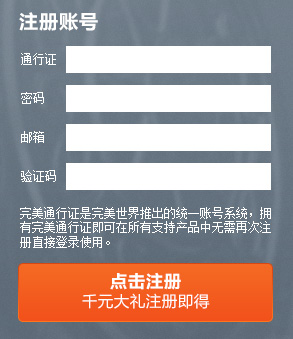 注册账号
通行证
密码
邮箱
验证码
完美通行证是完美世界推出的统一账号系统，拥
有完美通行证即可在所有支持产品中无需再次注
册直接登录使用。
点击注册
千元大礼注册即得